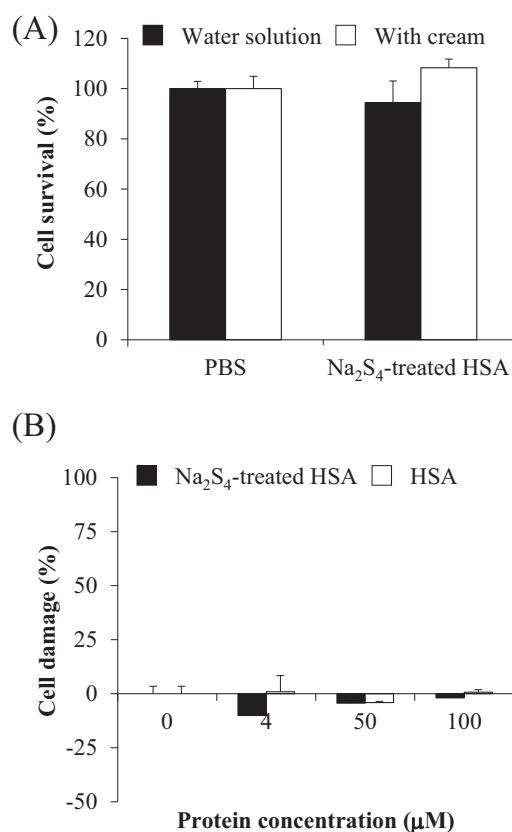 (A)
Water solution With cream
120
100
80
60
40
20
0
Cell survival (%)
PBS Na₂S₄-treated HSA
(B)
Na₂S₄-treated HSA HSA
100
75
50
25
0
-25
-50
Cell damage (%)
0 4 50 100
Protein concentration (μM)